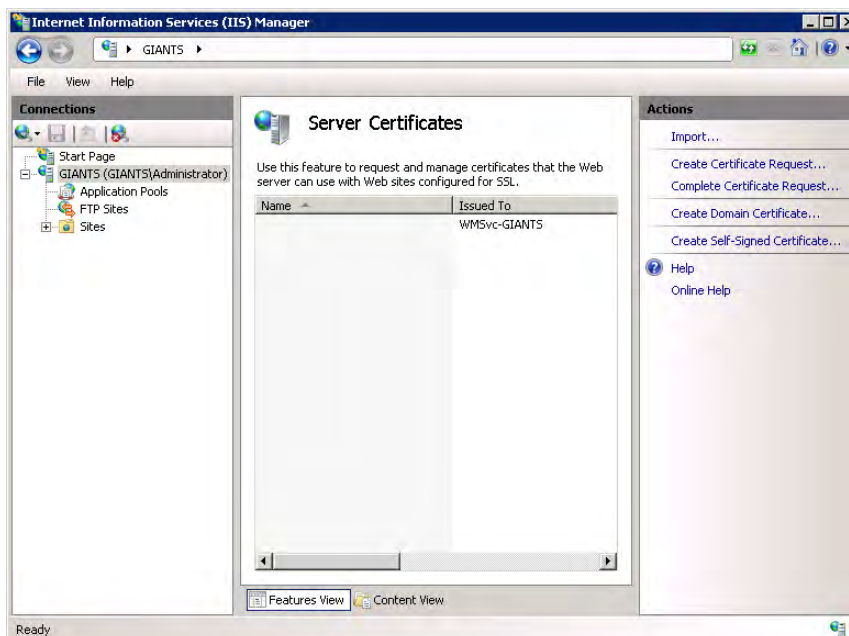 Internet Information Services (IIS) Manager
GIANTS
File View Help
Connections
Start Page
GIANTS (GIANTS\Administrator)
Application Pools
FTP Sites
Sites
Server Certificates
Use this feature to request and manage certificates that the Web
server can use with Web sites configured for SSL.
Name Issued To
WMSvc-GIANTS
Features View Content View
Actions
Import...
Create Certificate Request...
Complete Certificate Request...
Create Domain Certificate...
Create Self-Signed Certificate...
Help
Online Help
Ready